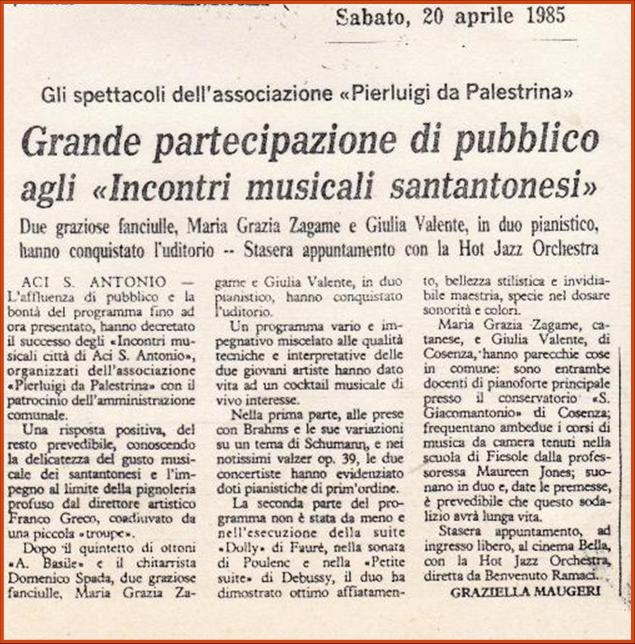 Sabato, 20 aprile 1985
Gli spettacoli dell'associazione «Pierluigi da Palestrina»
Grande partecipazione di pubblico
agli «Incontri musicali santantonesi»
Due graziose fanciulle, Maria Grazia Zagame e Giulia Valente, in duo pianistico,
hanno conquistato l'uditorio -- Stasera appuntamento con la Hot Jazz Orchestra
ACI S. ANTONIO —
L'affluenza di pubblico e la
bontà del programma fino ad
ora presentato, hanno decretato
il successo degli «Incontri mu-
sicali città di Aci S. Antonio»,
organizzati dell'associazione
«Pierluigi da Palestrina» con il
patrocinio dell'amministrazione
comunale.
Una risposta positiva, del
resto prevedibile, conoscendo
la delicatezza del gusto musi-
cale dei santantonesi e l'im-
pegno al limite della pignoleria
profuso dal direttore artistico
Franco Greco, coadiuvato da
una piccola «troupe».
Dopo il quintetto di ottoni
«A. Basile» e il chitarrista
Domenico Spada, due graziose
fanciulle, Maria Grazia Za-
game e Giulia Valente, in duo
pianistico, hanno conquistato
l'uditorio.
Un programma vario e im-
pegnativo miscelato alle qualità
tecniche e interpretative delle
due giovani artiste hanno dato
vita ad un cocktail musicale di
vivo interesse.
Nella prima parte, alle prese
con Brahms e le sue variazioni
su un tema di Schumann, e nei
notissimi valzer op. 39, le due
concertiste hanno evidenziato
doti pianistiche di prim'ordine.
La seconda parte del pro-
gramma non è stata da meno e
nell'esecuzione della suite
«Dolly» di Faurè, nella sonata
di Poulenc e nella «Petite
suite» di Debussy, il duo ha
dimostrato ottimo affiatamen-
to, bellezza stilistica e invidia-
bile maestria, specie nel dosare
sonorità e colori.
Maria Grazia Zagame, ca-
tanese, e Giulia Valente, di
Cosenza, hanno parecchie cose
in comune: sono entrambe
docenti di pianoforte principale
presso il conservatorio «S.
Giacomantonio» di Cosenza;
frequentano ambedue i corsi di
musica da camera tenuti nella
scuola di Fiesole dalla profes-
soressa Maureen Jones; suo-
nano in duo e, date le premesse,
è prevedibile che questo soda-
lizio avrà lunga vita.
Stasera appuntamento, ad
ingresso libero, al cinema Bella,
con la Hot Jazz Orchestra,
diretta da Benvenuto Ramaci.
GRAZIELLA MAUGERI